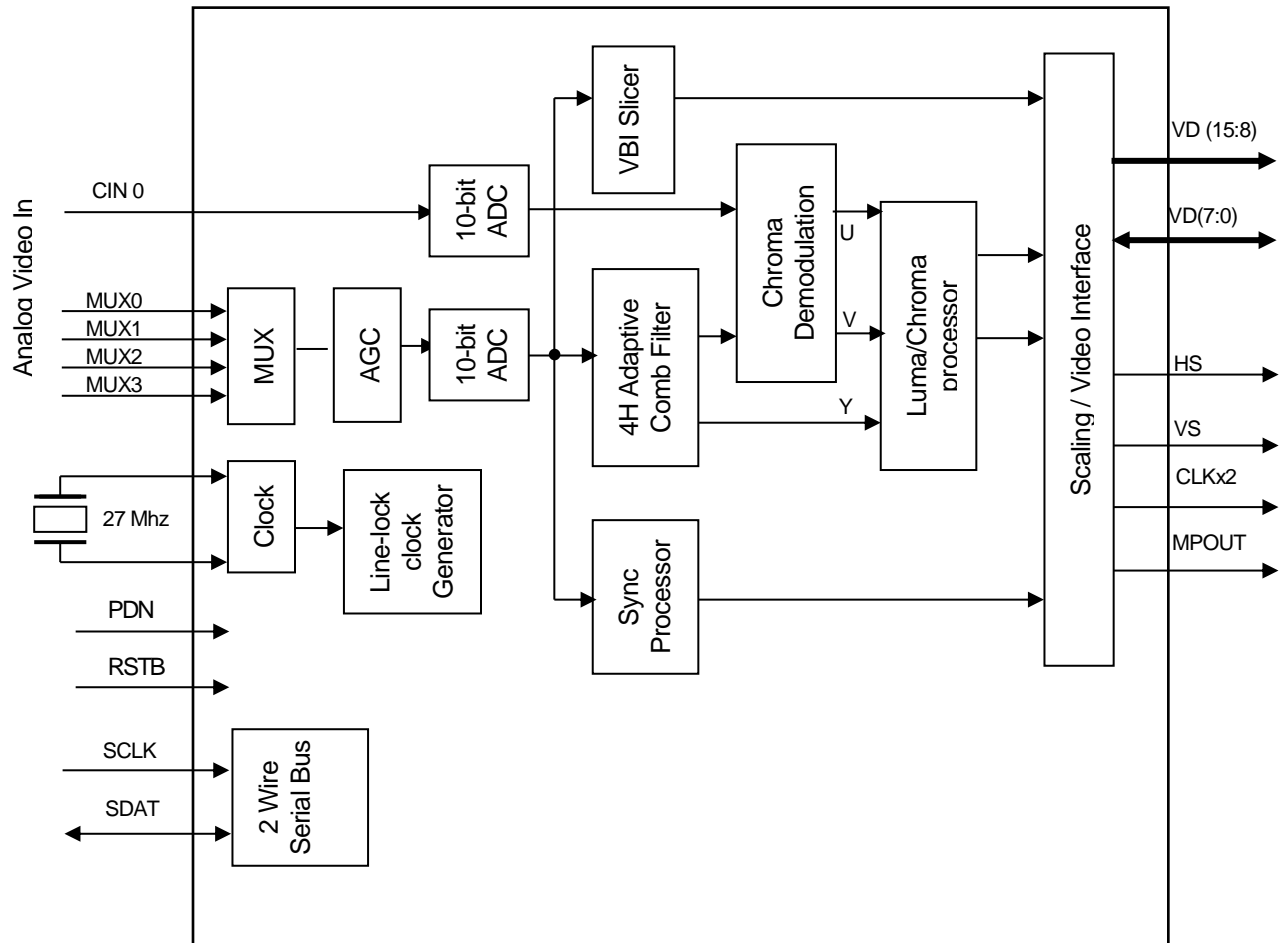 Analog Video In
CIN 0
MUX0
MUX1
MUX2
MUX3
27 Mhz
PDN
RSTB
SCLK
SDAT
MUX
AGC
10-bit
ADC
10-bit
ADC
Clock
Line-lock
clock
Generator
2 Wire
Serial Bus
VBI Slicer
4H Adaptive
Comb Filter
Sync
Processor
Chroma
Demodulation
U
V
Y
Luma/Chroma
processor
Scaling / Video Interface
VD (15:8)
VD(7:0)
HS
VS
CLKx2
MPOUT